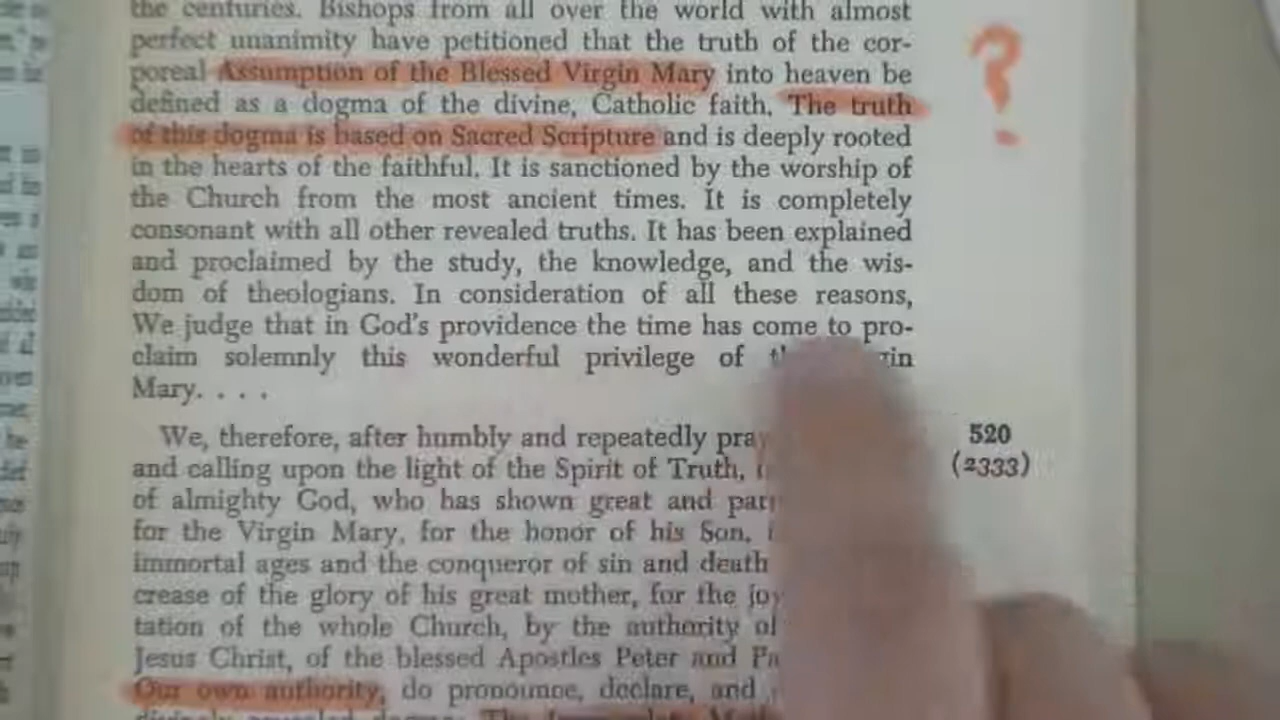 the centuries. Bishops from all over the world with almost
perfect unanimity have petitioned that the truth of the cor-
poreal Assumption of the Blessed Virgin Mary into heaven be
defined as a dogma of the divine, Catholic faith. The truth
of this dogma is based on Sacred Scripture and is deeply rooted
in the hearts of the faithful. It is sanctioned by the worship of
the Church from the most ancient times. It is completely
consonant with all other revealed truths. It has been explained
and proclaimed by the study, the knowledge, and the wis-
dom of theologians. In consideration of all these reasons,
We judge that in God's providence the time has come to pro-
claim solemnly this wonderful privilege of
Mary. . . .
?
We, therefore, after humbly and repeatedly
and calling upon the light of the Spirit of Truth,
of almighty God, who has shown great and
for the Virgin Mary, for the honor of his Son,
immortal ages and the conqueror of sin and death
crease of the glory of his great mother, for the
tation of the whole Church, by the authority of
Jesus Christ, of the blessed Apostles Peter and
Our own authority, do pronounce, declare, and
520
(2333)